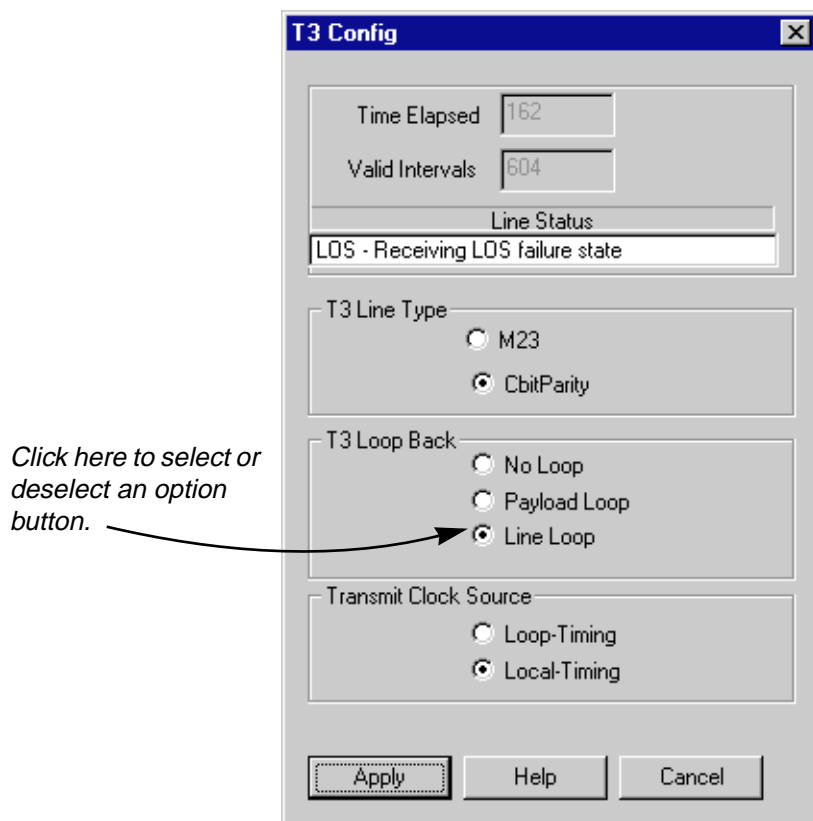 T3 Config
Time Elapsed 162
Valid Intervals 604
Line Status
LOS - Receiving LOS failure state
T3 Line Type
M23
CbitParity
T3 Loop Back
No Loop
Payload Loop
Line Loop
Click here to select or
deselect an option
button.
Transmit Clock Source
Loop-Timing
Local-Timing
Apply Help Cancel